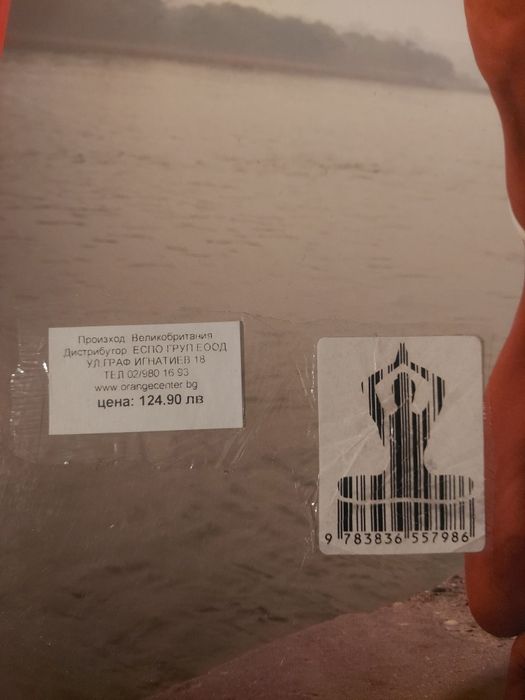 Произход Великобритания
Дистрибутор ЕСПО ГРУП ЕООД
УЛ.ГРАФ ИГНАТИЕВ 18
ТЕЛ 02/980 16 93
www.orangecenter.bg
цена: 124.90 лв
9 783836 557986